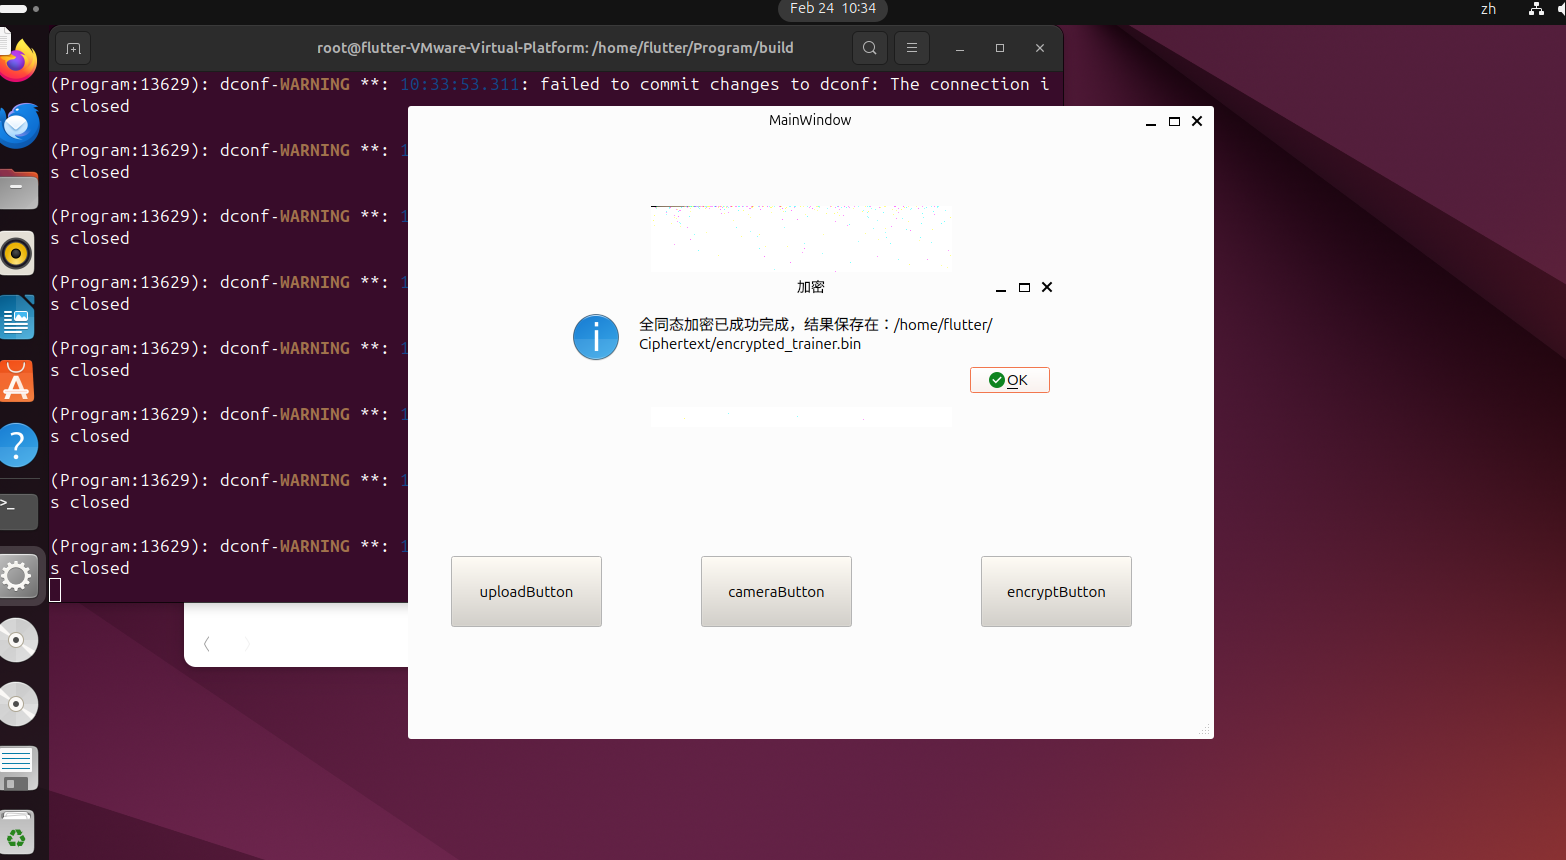 Feb 24 10:34
zh
root@flutter-VMware-Virtual-Platform: /home/flutter/Program/build
(Program:13629): dconf-WARNING **: 10:33:53.311: failed to commit changes to dconf: The connection i
s closed
(Program:13629): dconf-WARNING **: 1
s closed
(Program:13629): dconf-WARNING **: 1
s closed
(Program:13629): dconf-WARNING **: 1
s closed
(Program:13629): dconf-WARNING **: 1
s closed
(Program:13629): dconf-WARNING **: 1
s closed
(Program:13629): dconf-WARNING **: 1
s closed
(Program:13629): dconf-WARNING **: 1
s closed
MainWindow
加密
全同态加密已成功完成，结果保存在：/home/flutter/
Ciphertext/encrypted_trainer.bin
OK
uploadButton
cameraButton
encryptButton